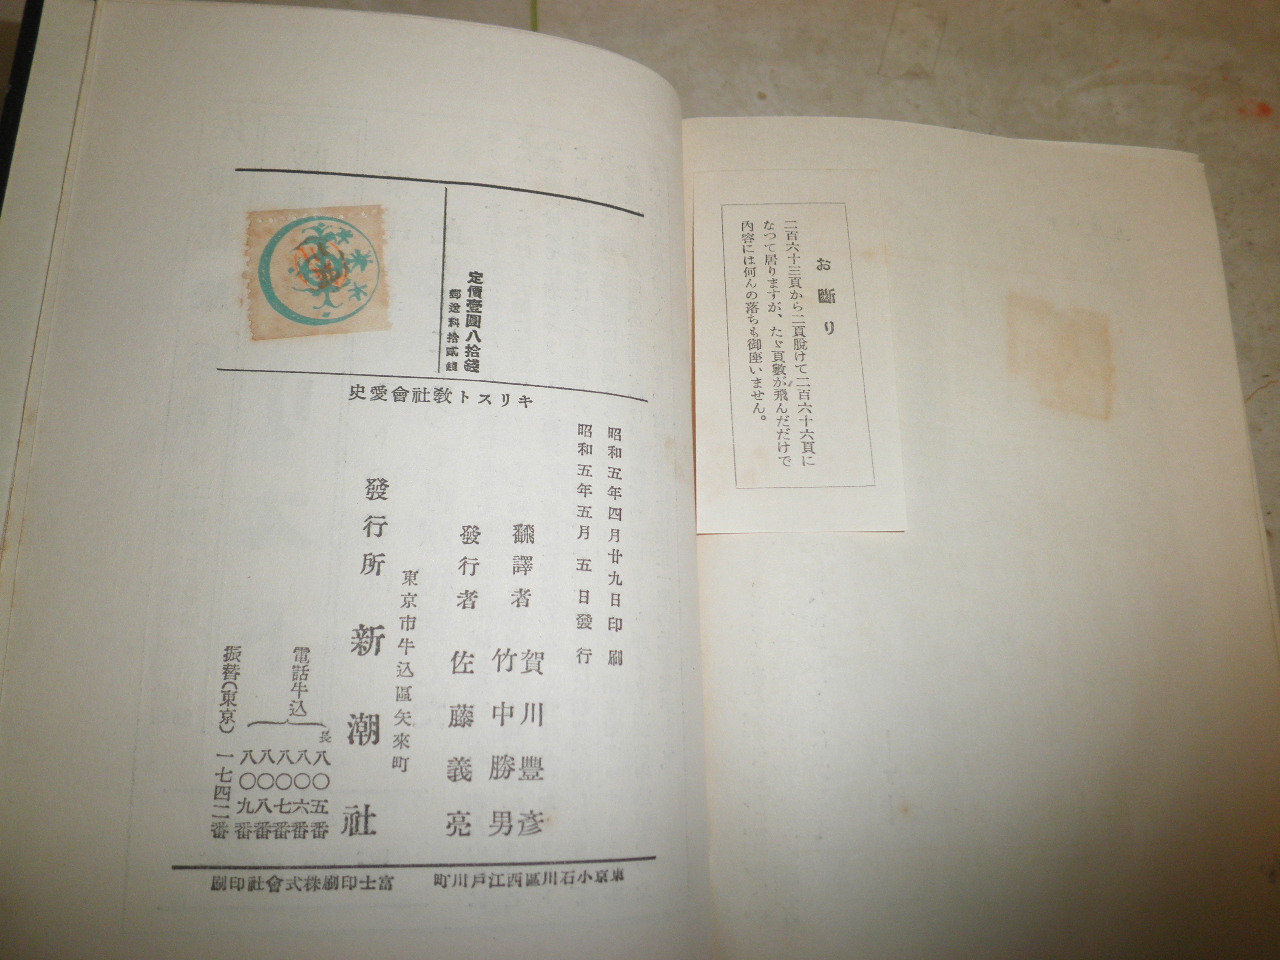 お斷り
二百六十三頁から二頁脱けて二百六十六頁に
なつて居りますが、たゞ頁數が飛んだだけで
内容には何んの落ちも御座いません。
定價壹圓八拾錢
郵送料拾貳錢
キリスト教社會愛史
昭和五年四月廿九日印刷
昭和五年五月五日發行
飜譯者 賀川豐彦
竹中勝男
發行者 佐藤義亮
東京市牛込區矢來町
發行所 新潮社
電話牛込
長八〇五番
八〇六番
八〇七番
八〇八番
八〇九番
振替(東京)一七四二番
東京小石川區西江戸川町 富士印刷株式會社印刷